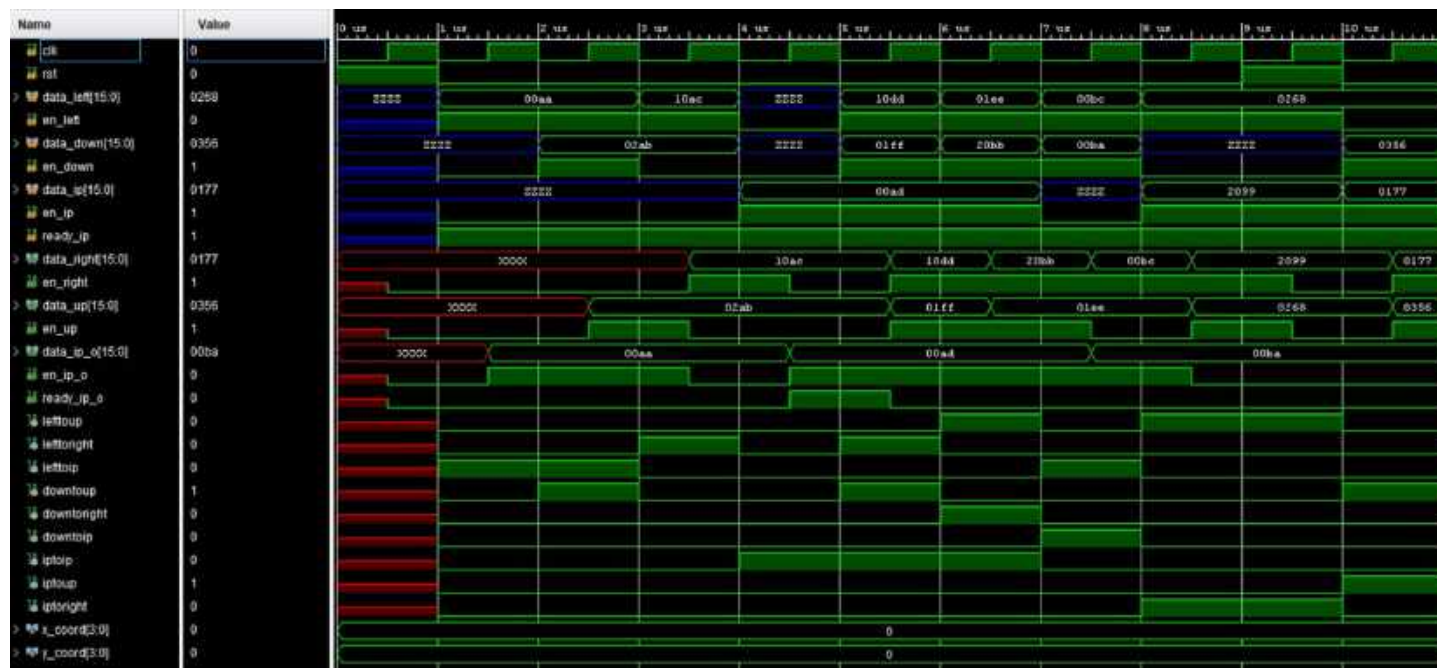 Name Value 0 us 1 us 2 us 3 us 4 us 5 us 6 us 7 us 8 us 9 us 10 us
clk 0
rst 0
data_left[15:0] 0268 ZZZZ 00aa 10ac ZZZZ 10dd 01ee 00bc 0268
en_left 0
data_down[15:0] 0356 ZZZZ 02ab ZZZZ 01ff 20bb 00ba ZZZZ 0356
en_down 1
data_ip[15:0] 0177 ZZZZ 00ad ZZZZ 2099 0177
en_ip 1
ready_ip 1
data_right[15:0] 0177 XXXX 10ac 10dd 20bb 00bc 2099 0177
en_right 1
data_up[15:0] 0356 XXXX 02ab 01ff 01ee 0268 0356
en_up 1
data_ip_o[15:0] 00ba XXXX 00aa 00ad 00ba
en_ip_o 0
ready_ip_o 0
lefttoup 0
lefttoright 0
lefttoip 0
downtoup 1
downtoright 0
downtoip 0
iptoip 0
iptoup 1
iptoright 0
x_coord[3:0] 0 0
y_coord[3:0] 0 0